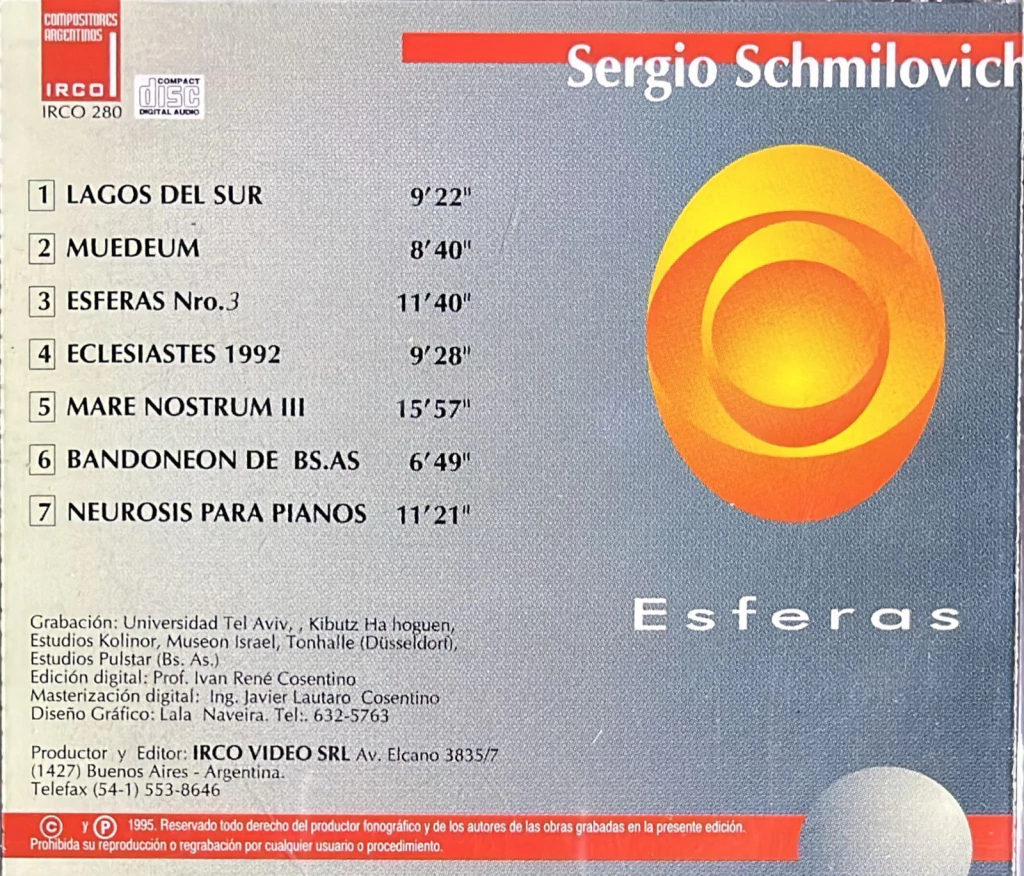 COMPOSITORES
ARGENTINOS
IRCO
IRCO 280
COMPACT
disc
DIGITAL AUDIO
Sergio Schmilovich
1 LAGOS DEL SUR 9'22"
2 MUEDEUM 8'40"
3 ESFERAS Nro.3 11'40"
4 ECLESIASTES 1992 9'28"
5 MARE NOSTRUM III 15'57"
6 BANDONEON DE BS.AS 6'49"
7 NEUROSIS PARA PIANOS 11'21"
Esferas
Grabación: Universidad Tel Aviv, , Kibutz Ha hoguen,
Estudios Kolinor, Museon Israel, Tonhalle (Düsseldort),
Estudios Pulstar (Bs. As.)
Edición digital: Prof. Ivan René Cosentino
Masterización digital: Ing. Javier Lautaro Cosentino
Diseño Gráfico: Lala Naveira. Tel:. 632-5763
Productor y Editor: IRCO VIDEO SRL Av. Elcano 3835/7
(1427) Buenos Aires - Argentina.
Telefax (54-1) 553-8646
© y ℗ 1995. Reservado todo derecho del productor fonográfico y de los autores de las obras grabadas en la presente edición.
Prohibida su reproducción o regrabación por cualquier usuario o procedimiento.